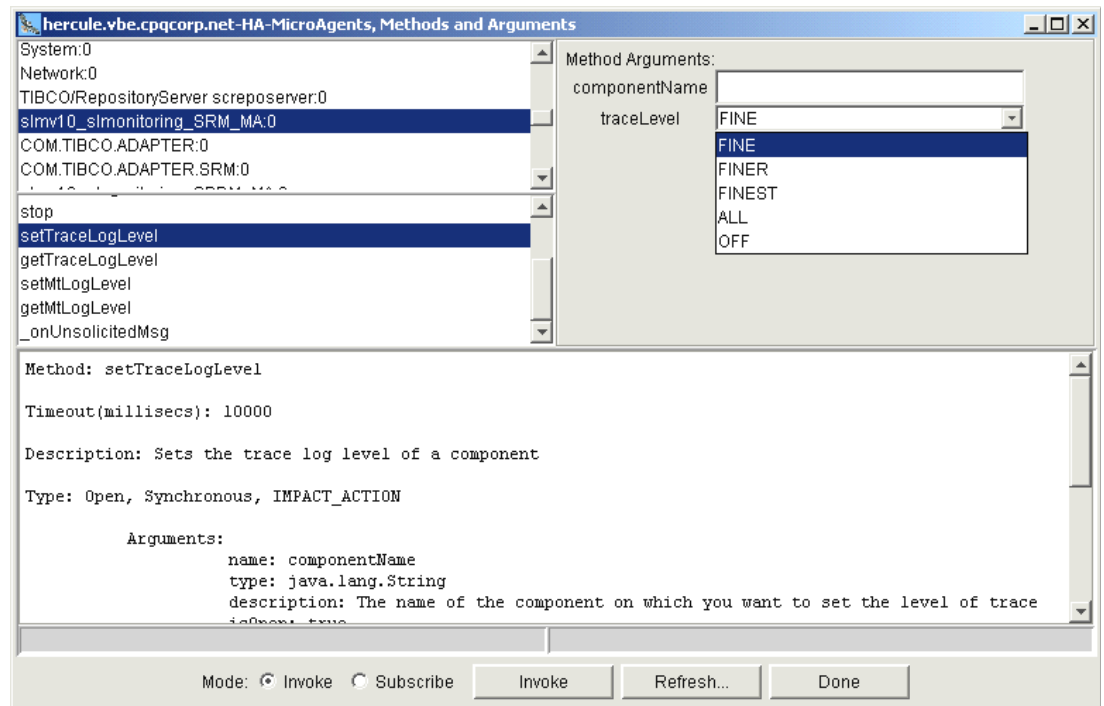 hercule.vbe.cpqcorp.net-HA-MicroAgents, Methods and Arguments
System:0
Network:0
TIBCO/RepositoryServer screposerver:0
slmv10_slmonitoring_SRM_MA:0
COM.TIBCO.ADAPTER:0
COM.TIBCO.ADAPTER.SRM:0
stop
setTraceLogLevel
getTraceLogLevel
setMtLogLevel
getMtLogLevel
_onUnsolicitedMsg
Method Arguments:
componentName
traceLevel FINE
FINE
FINER
FINEST
ALL
OFF
Method: setTraceLogLevel
Timeout(millisecs): 10000
Description: Sets the trace log level of a component
Type: Open, Synchronous, IMPACT_ACTION
Arguments:
name: componentName
type: java.lang.String
description: The name of the component on which you want to set the level of trace
isOpen: true
Mode: Invoke Subscribe Invoke Refresh... Done